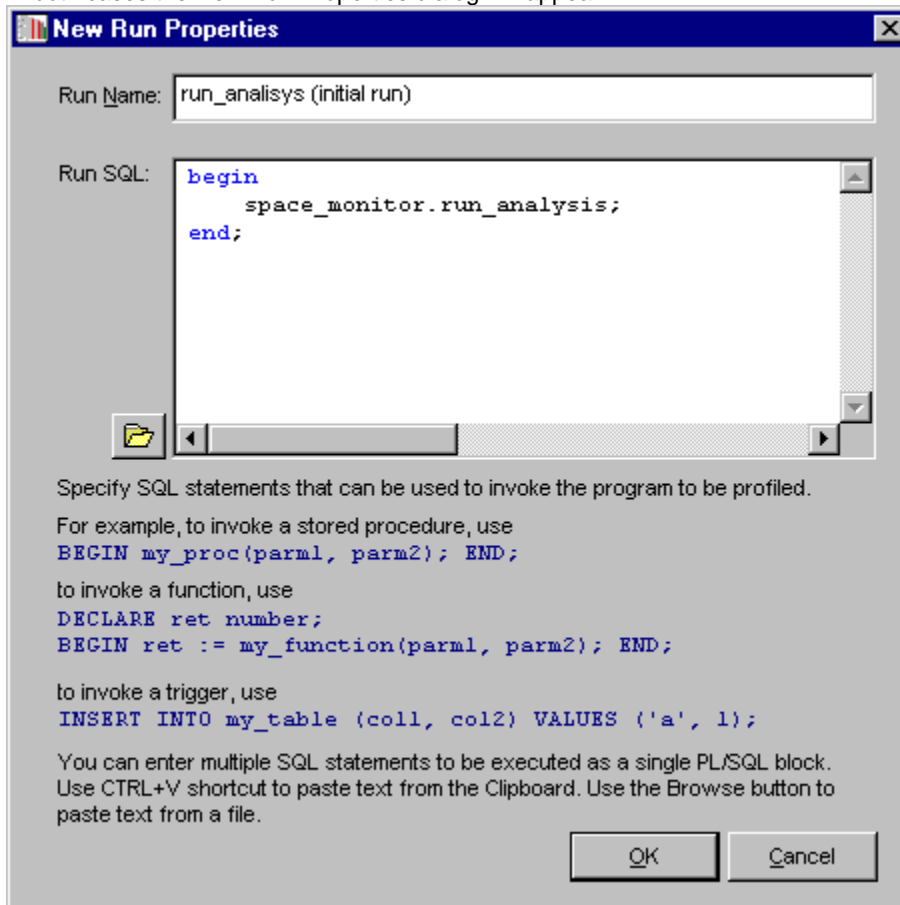 New Run Properties
Run Name: run_analisys (initial run)
Run SQL: begin
space_monitor.run_analysis;
end;
Specify SQL statements that can be used to invoke the program to be profiled.
For example, to invoke a stored procedure, use
BEGIN my_proc(parm1, parm2); END;
to invoke a function, use
DECLARE ret number;
BEGIN ret := my_function(parm1, parm2); END;
to invoke a trigger, use
INSERT INTO my_table (col1, col2) VALUES ('a', 1);
You can enter multiple SQL statements to be executed as a single PL/SQL block.
Use CTRL+V shortcut to paste text from the Clipboard. Use the Browse button to
paste text from a file.
OK Cancel